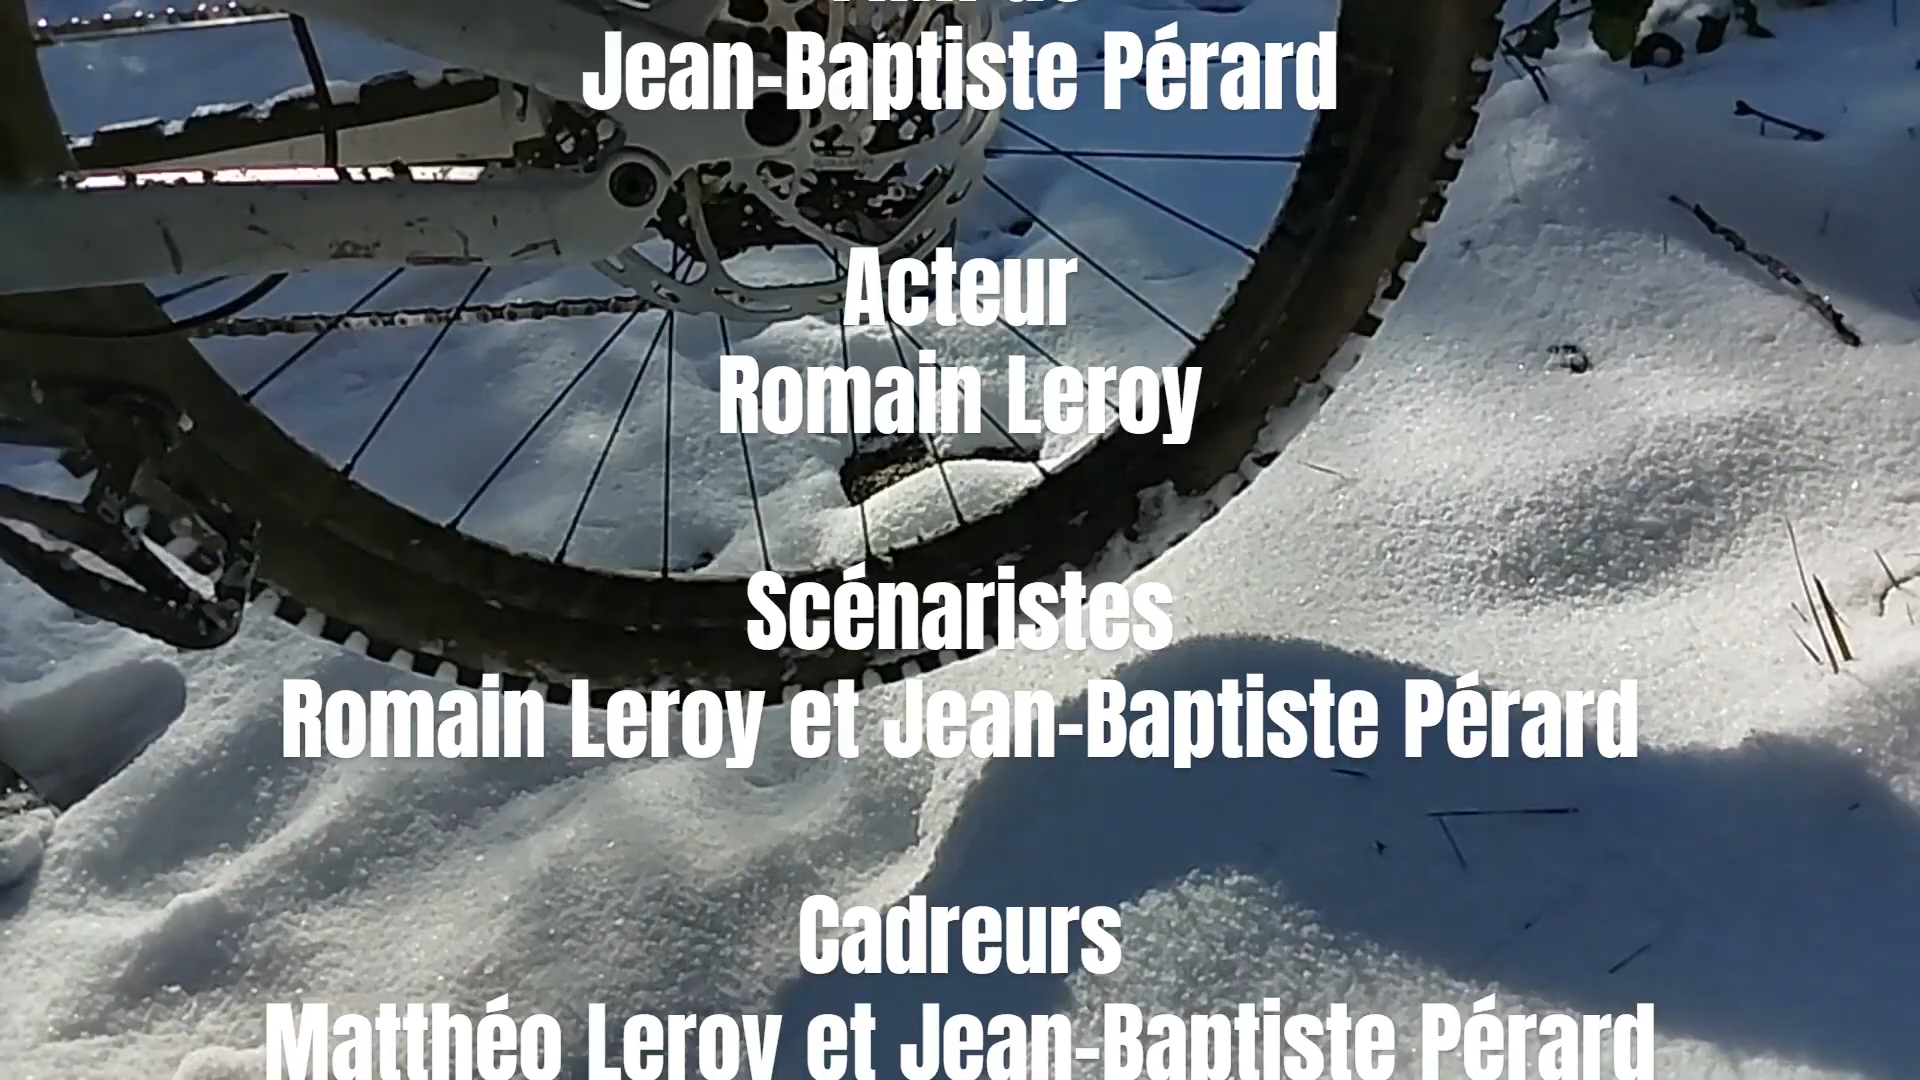 Jean-Baptiste Pérard
Acteur
Romain Leroy
Scénaristes
Romain Leroy et Jean-Baptiste Pérard
Cadreurs
Matthéo Leroy et Jean-Baptiste Pérard